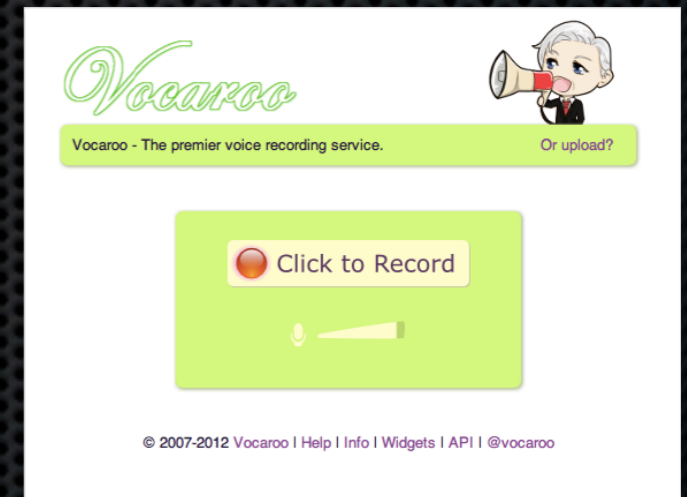 Vocaroo
Vocaroo - The premier voice recording service.
Or upload?
Click to Record
© 2007-2012 Vocaroo | Help | Info | Widgets | API | @vocaroo